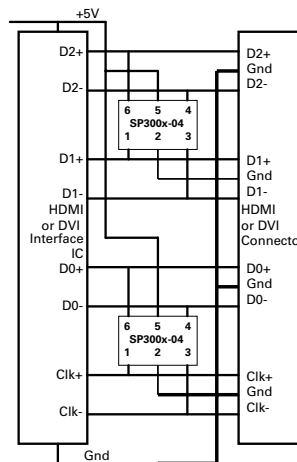 +5V
D2+ D2+
Gnd
D2- D2-
6 5 4
SP300x-04
1 2 3
D1+ D1+
Gnd
D1- D1-
HDMI HDMI
or DVI or DVI
Interface Connector
IC
D0+ D0+
Gnd
D0- D0-
6 5 4
SP300x-04
1 2 3
Clk+ Clk+
Gnd
Clk- Clk-
Gnd